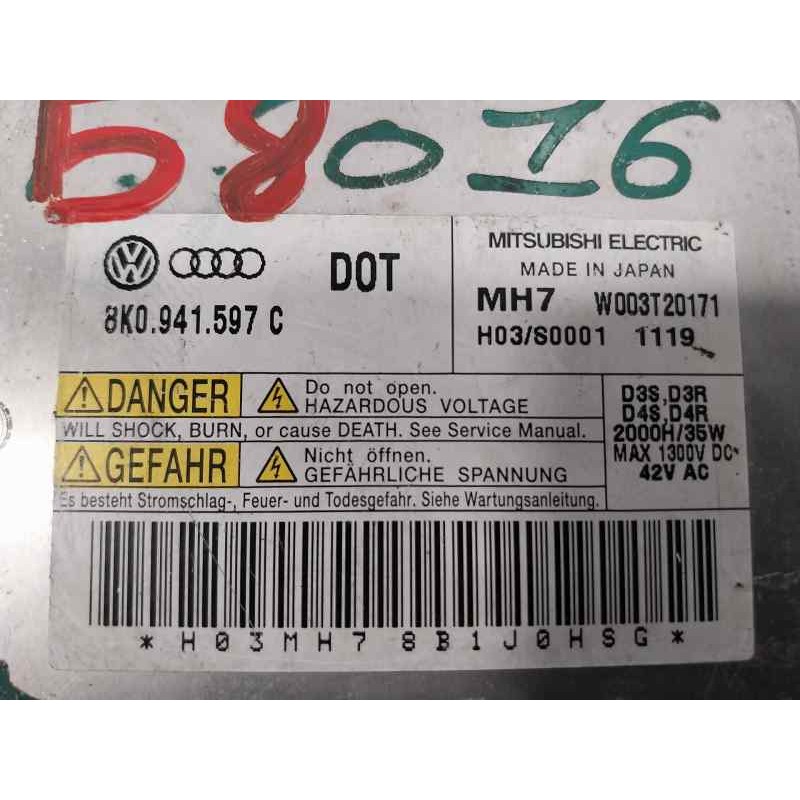 58016
DOT
8K0.941.597 C
MITSUBISHI ELECTRIC
MADE IN JAPAN
MH7 W003T20171
H03/S0001 1119
DANGER
Do not open.
HAZARDOUS VOLTAGE
WILL SHOCK, BURN, or cause DEATH. See Service Manual.
GEFAHR
Nicht öffnen.
GEFÄHRLICHE SPANNUNG
Es besteht Stromschlag-, Feuer- und Todesgefahr. Siehe Wartungsanleitung.
D3S,D3R
D4S,D4R
2000H/35W
MAX 1300V DC
42V AC
*H03MH78B1J0HSG*